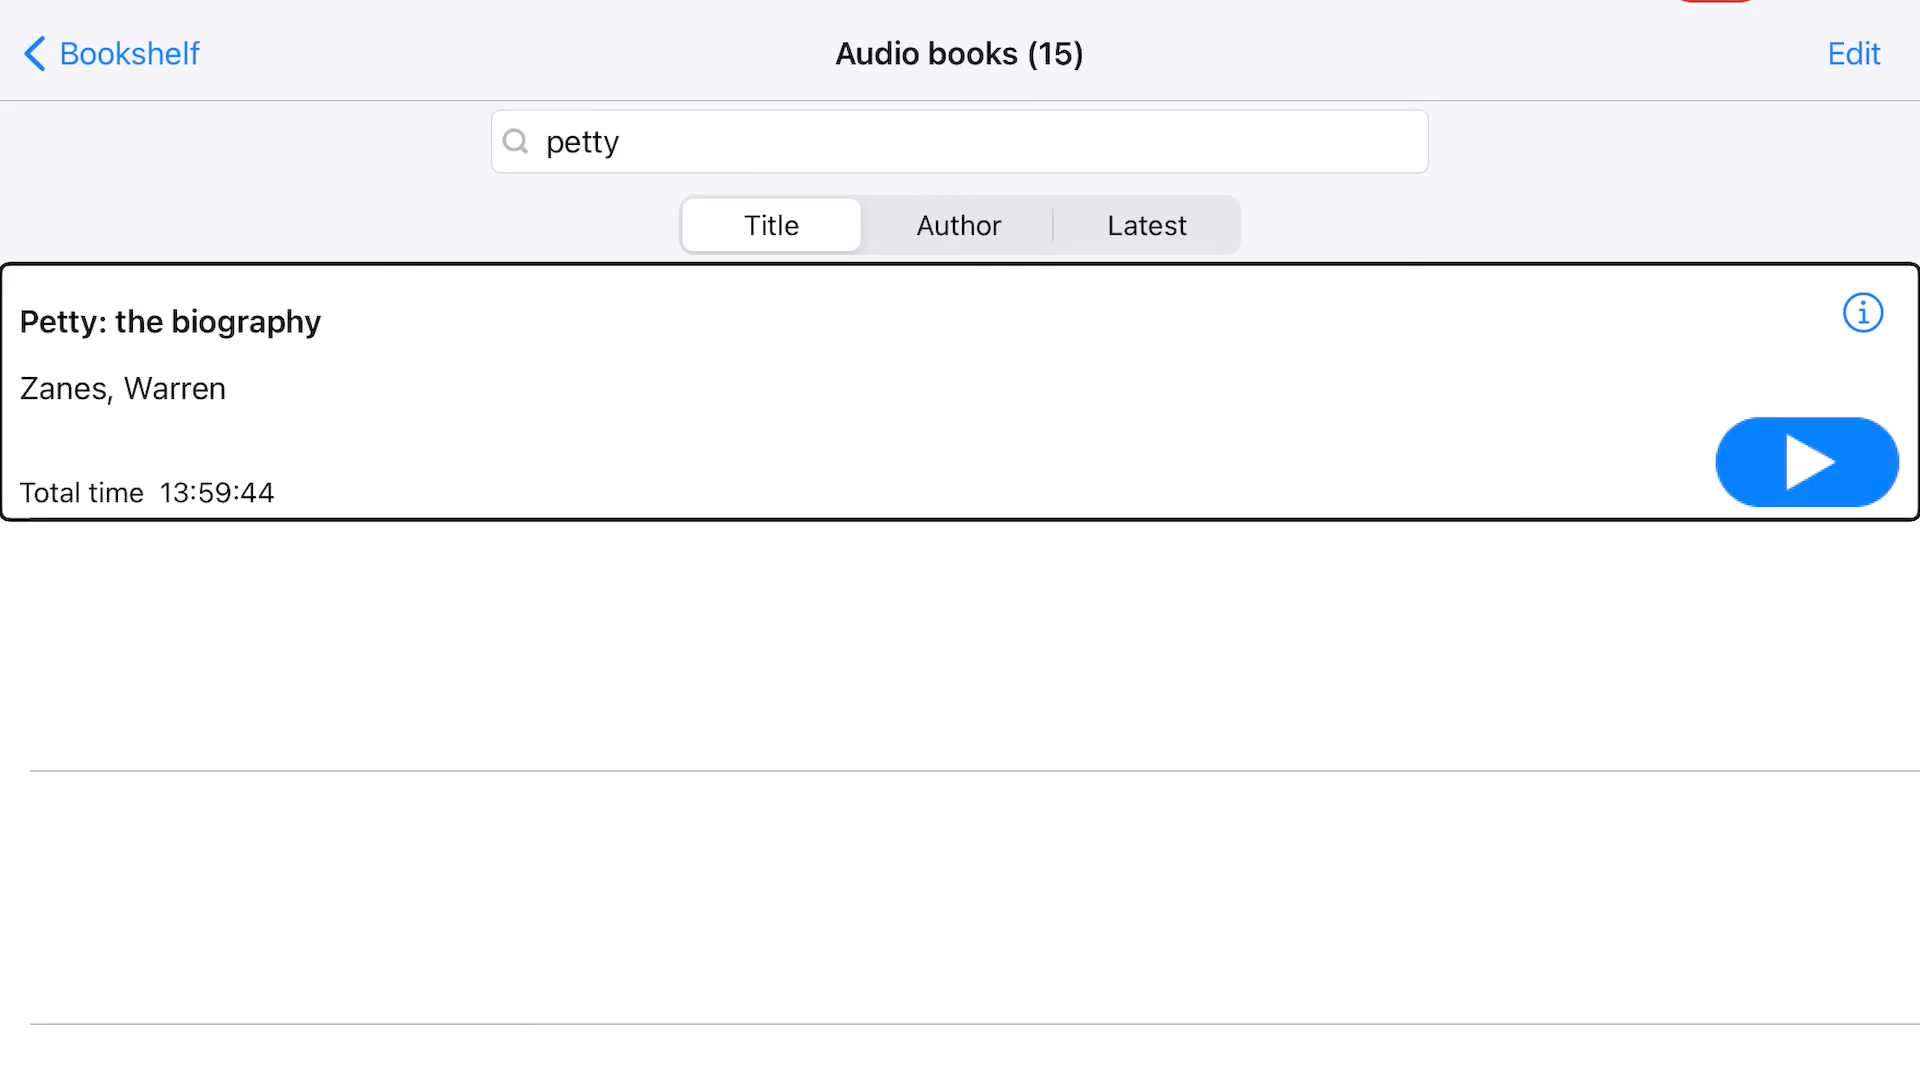 Bookshelf
Audio books (15)
Edit
petty
Title
Author
Latest
Petty: the biography
Zanes, Warren
Total time 13:59:44